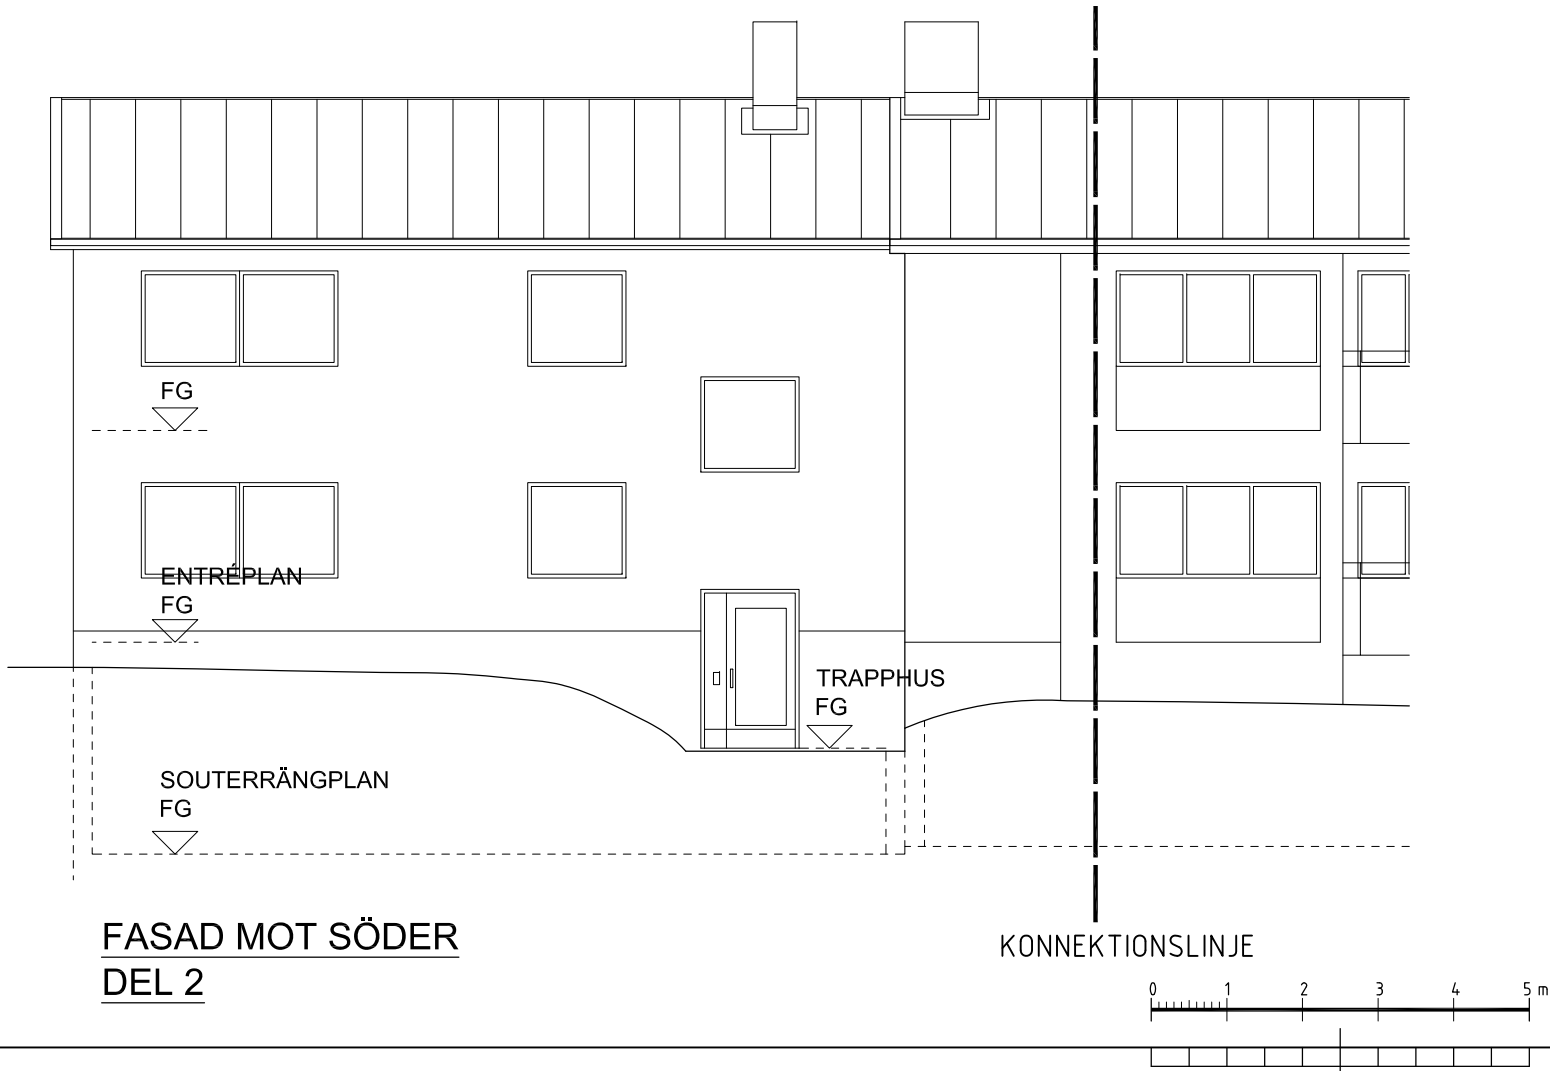 FG
ENTRÉPLAN
FG
TRAPPHUS
FG
SOUTERRÄNGPLAN
FG
FASAD MOT SÖDER
DEL 2
KONNEKTIONSLINJE
0 1 2 3 4 5 m